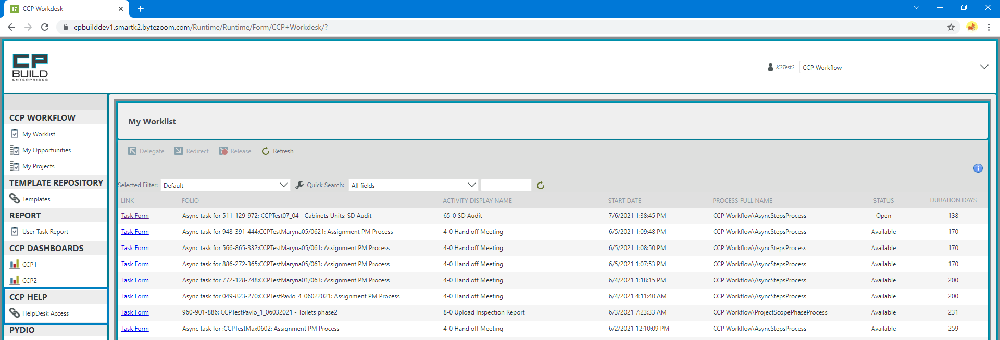 CCP Workdesk
cpbuilddev1.smartk2.bytezoom.com/Runtime/Runtime/Form/CCP+Workdesk/?
CP
BUILD
ENTERPRISES
K2Test2 CCP Workflow
CCP WORKFLOW
My Worklist
My Opportunities
My Projects
TEMPLATE REPOSITORY
Templates
REPORT
User Task Report
CCP DASHBOARDS
CCP1
CCP2
CCP HELP
HelpDesk Access
PYDIO
My Worklist
Delegate Redirect Release Refresh
Selected Filter: Default Quick Search: All fields
LINK FOLIO ACTIVITY DISPLAY NAME START DATE PROCESS FULL NAME STATUS DURATION DAYS
Task Form Async task for 511-129-972: CCPTest07_04 - Cabinets Units: SD Audit 65-0 SD Audit 7/6/2021 1:38:45 PM CCP Workflow\AsyncStepsProcess Open 138
Task Form Async task for 948-391-444:CCPTestMaryna05/0621: Assignment PM Process 4-0 Hand off Meeting 6/5/2021 1:09:48 PM CCP Workflow\AsyncStepsProcess Available 170
Task Form Async task for 566-865-332:CCPTestMaryna05/061: Assignment PM Process 4-0 Hand off Meeting 6/5/2021 1:08:50 PM CCP Workflow\AsyncStepsProcess Available 170
Task Form Async task for 886-272-365:CCPTestMaryna05/063: Assignment PM Process 4-0 Hand off Meeting 6/5/2021 1:07:53 PM CCP Workflow\AsyncStepsProcess Available 170
Task Form Async task for 772-128-748:CCPTestMaryna01/063: Assignment PM Process 4-0 Hand off Meeting 6/4/2021 1:18:15 PM CCP Workflow\AsyncStepsProcess Available 200
Task Form Async task for 049-823-270:CCPTestPavlo_4_06022021: Assignment PM Process 4-0 Hand off Meeting 6/4/2021 4:11:40 AM CCP Workflow\AsyncStepsProcess Available 200
Task Form 960-901-886: CCPTestPavlo_1_06032021 - Toilets phase2 8-0 Upload Inspection Report 6/3/2021 7:23:33 AM CCP Workflow\ProjectScopePhaseProcess Available 231
Task Form Async task for :CCPTestMax0602: Assignment PM Process 4-0 Hand off Meeting 6/2/2021 12:10:09 PM CCP Workflow\AsyncStepsProcess Available 259